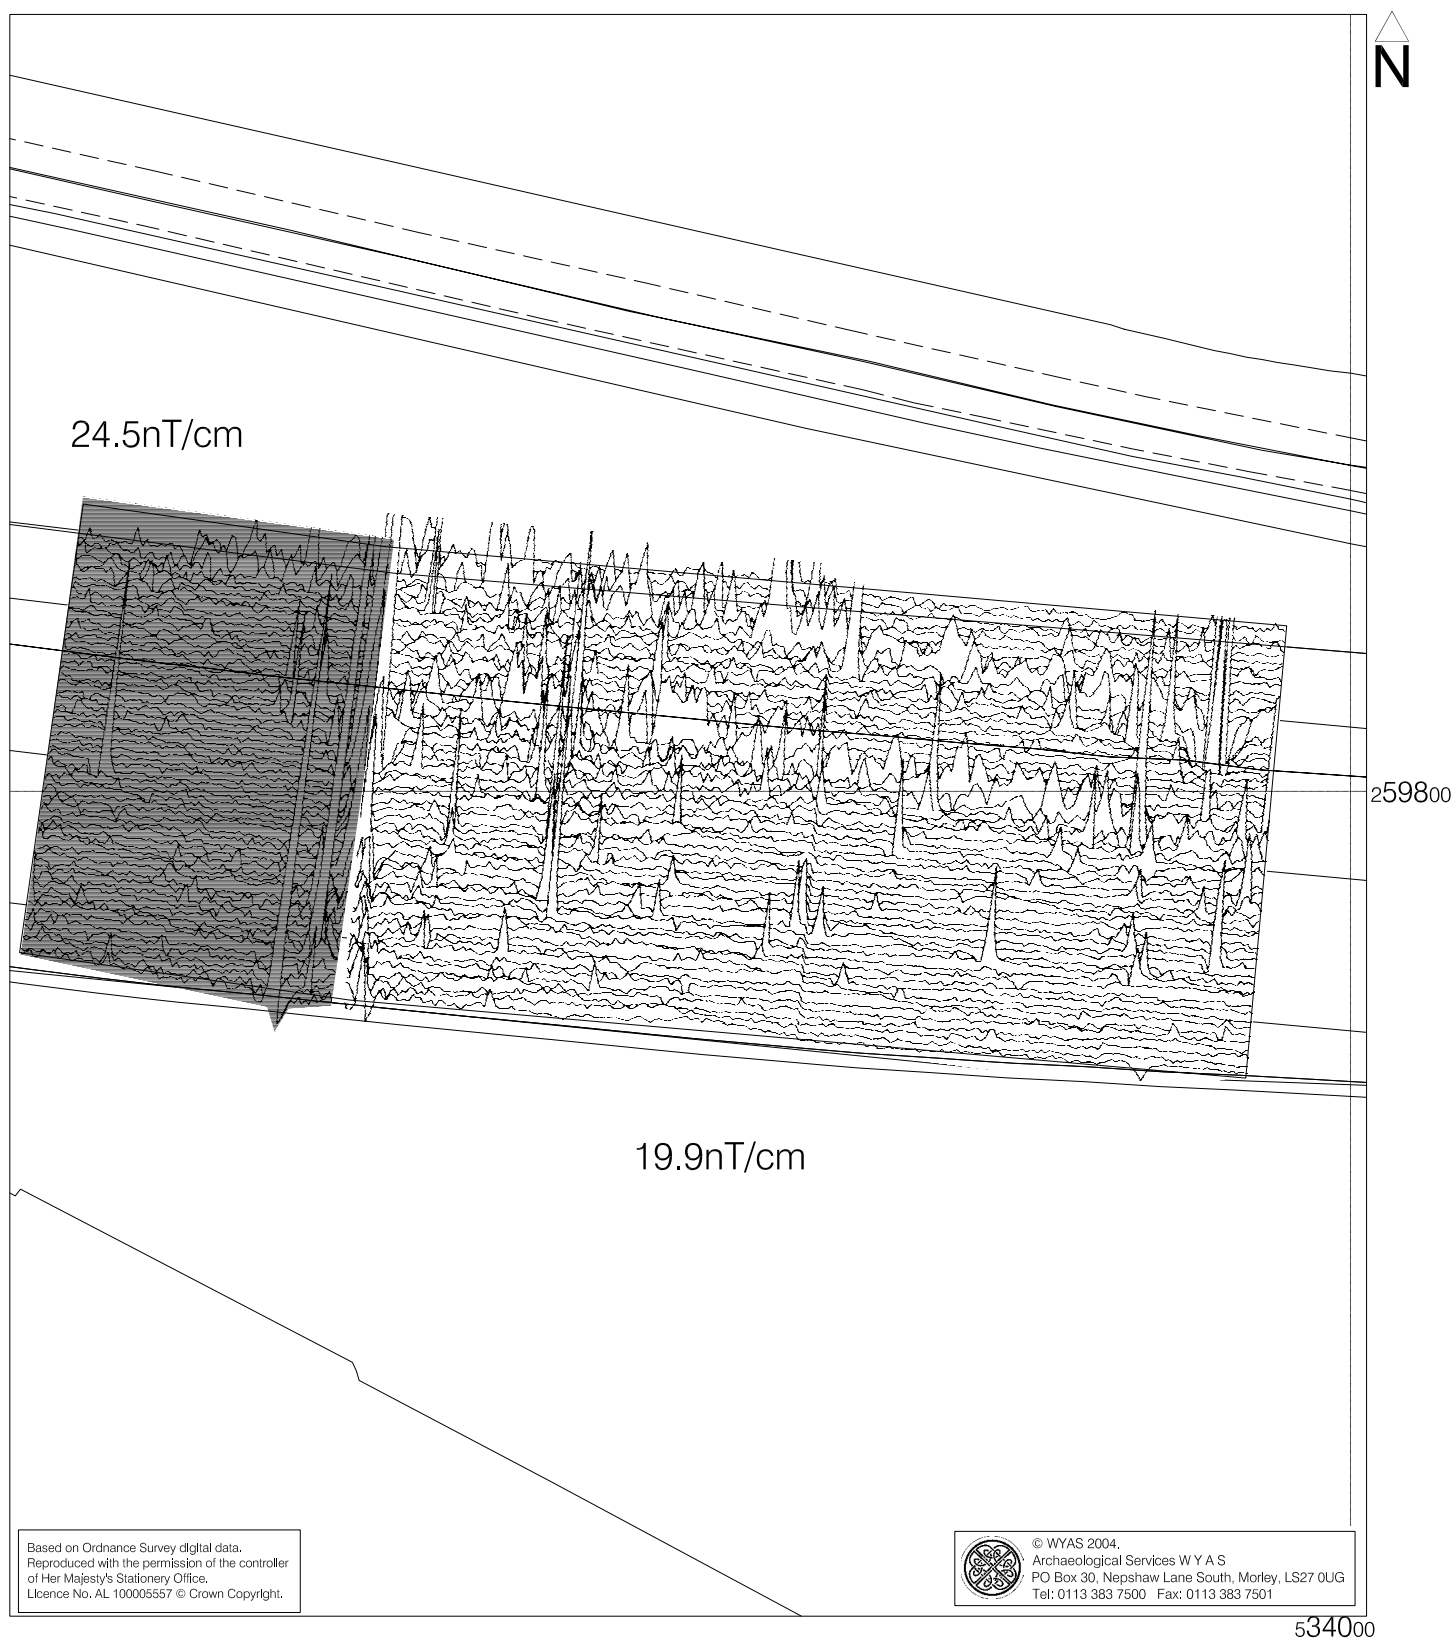 N
24.5nT/cm
259800
19.9nT/cm
Based on Ordnance Survey digital data.
Reproduced with the permission of the controller
of Her Majesty's Stationery Office.
Licence No. AL 100005557 © Crown Copyright.
© WYAS 2004.
Archaeological Services W Y A S
PO Box 30, Nepshaw Lane South, Morley, LS27 0UG
Tel: 0113 383 7500 Fax: 0113 383 7501
533400